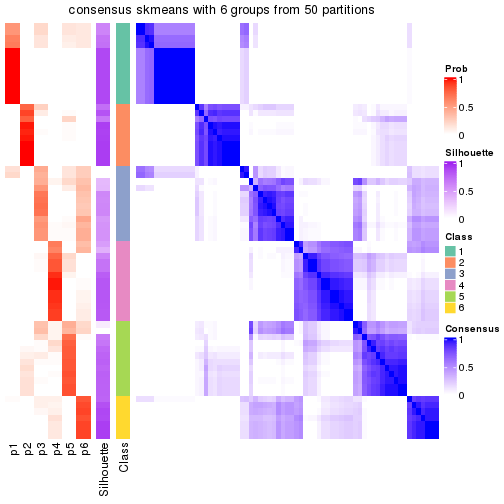 consensus skmeans with 6 groups from 50 partitions
Prob
1
0.5
0
Silhouette
1
0.5
0
Class
1
2
3
4
5
6
Consensus
1
0.5
0
p1
p2
p3
p4
p5
p6
Silhouette
Class